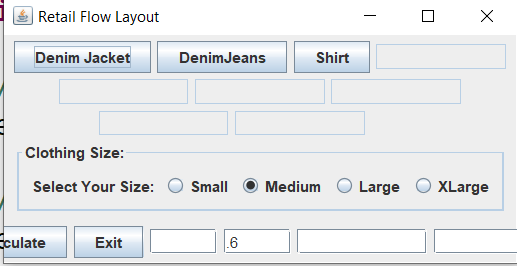 Retail Flow Layout
Denim Jacket DenimJeans Shirt
Clothing Size:
Select Your Size: Small Medium Large XLarge
culate Exit .6